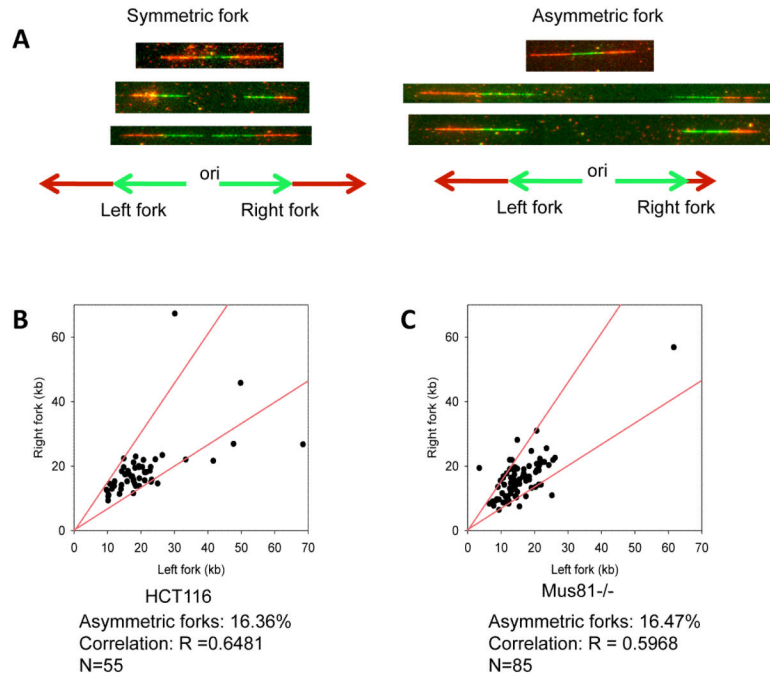 Symmetric fork
Asymmetric fork
A
ori
Left fork
Right fork
ori
Left fork
Right fork
B
Right fork (kb)
60
40
20
0
0
10
20
30
40
50
60
70
Left fork (kb)
HCT116
Asymmetric forks: 16.36%
Correlation: R =0.6481
N=55
C
Right fork (kb)
60
40
20
0
0
10
20
30
40
50
60
70
Left fork (kb)
Mus81-/-
Asymmetric forks: 16.47%
Correlation: R = 0.5968
N=85